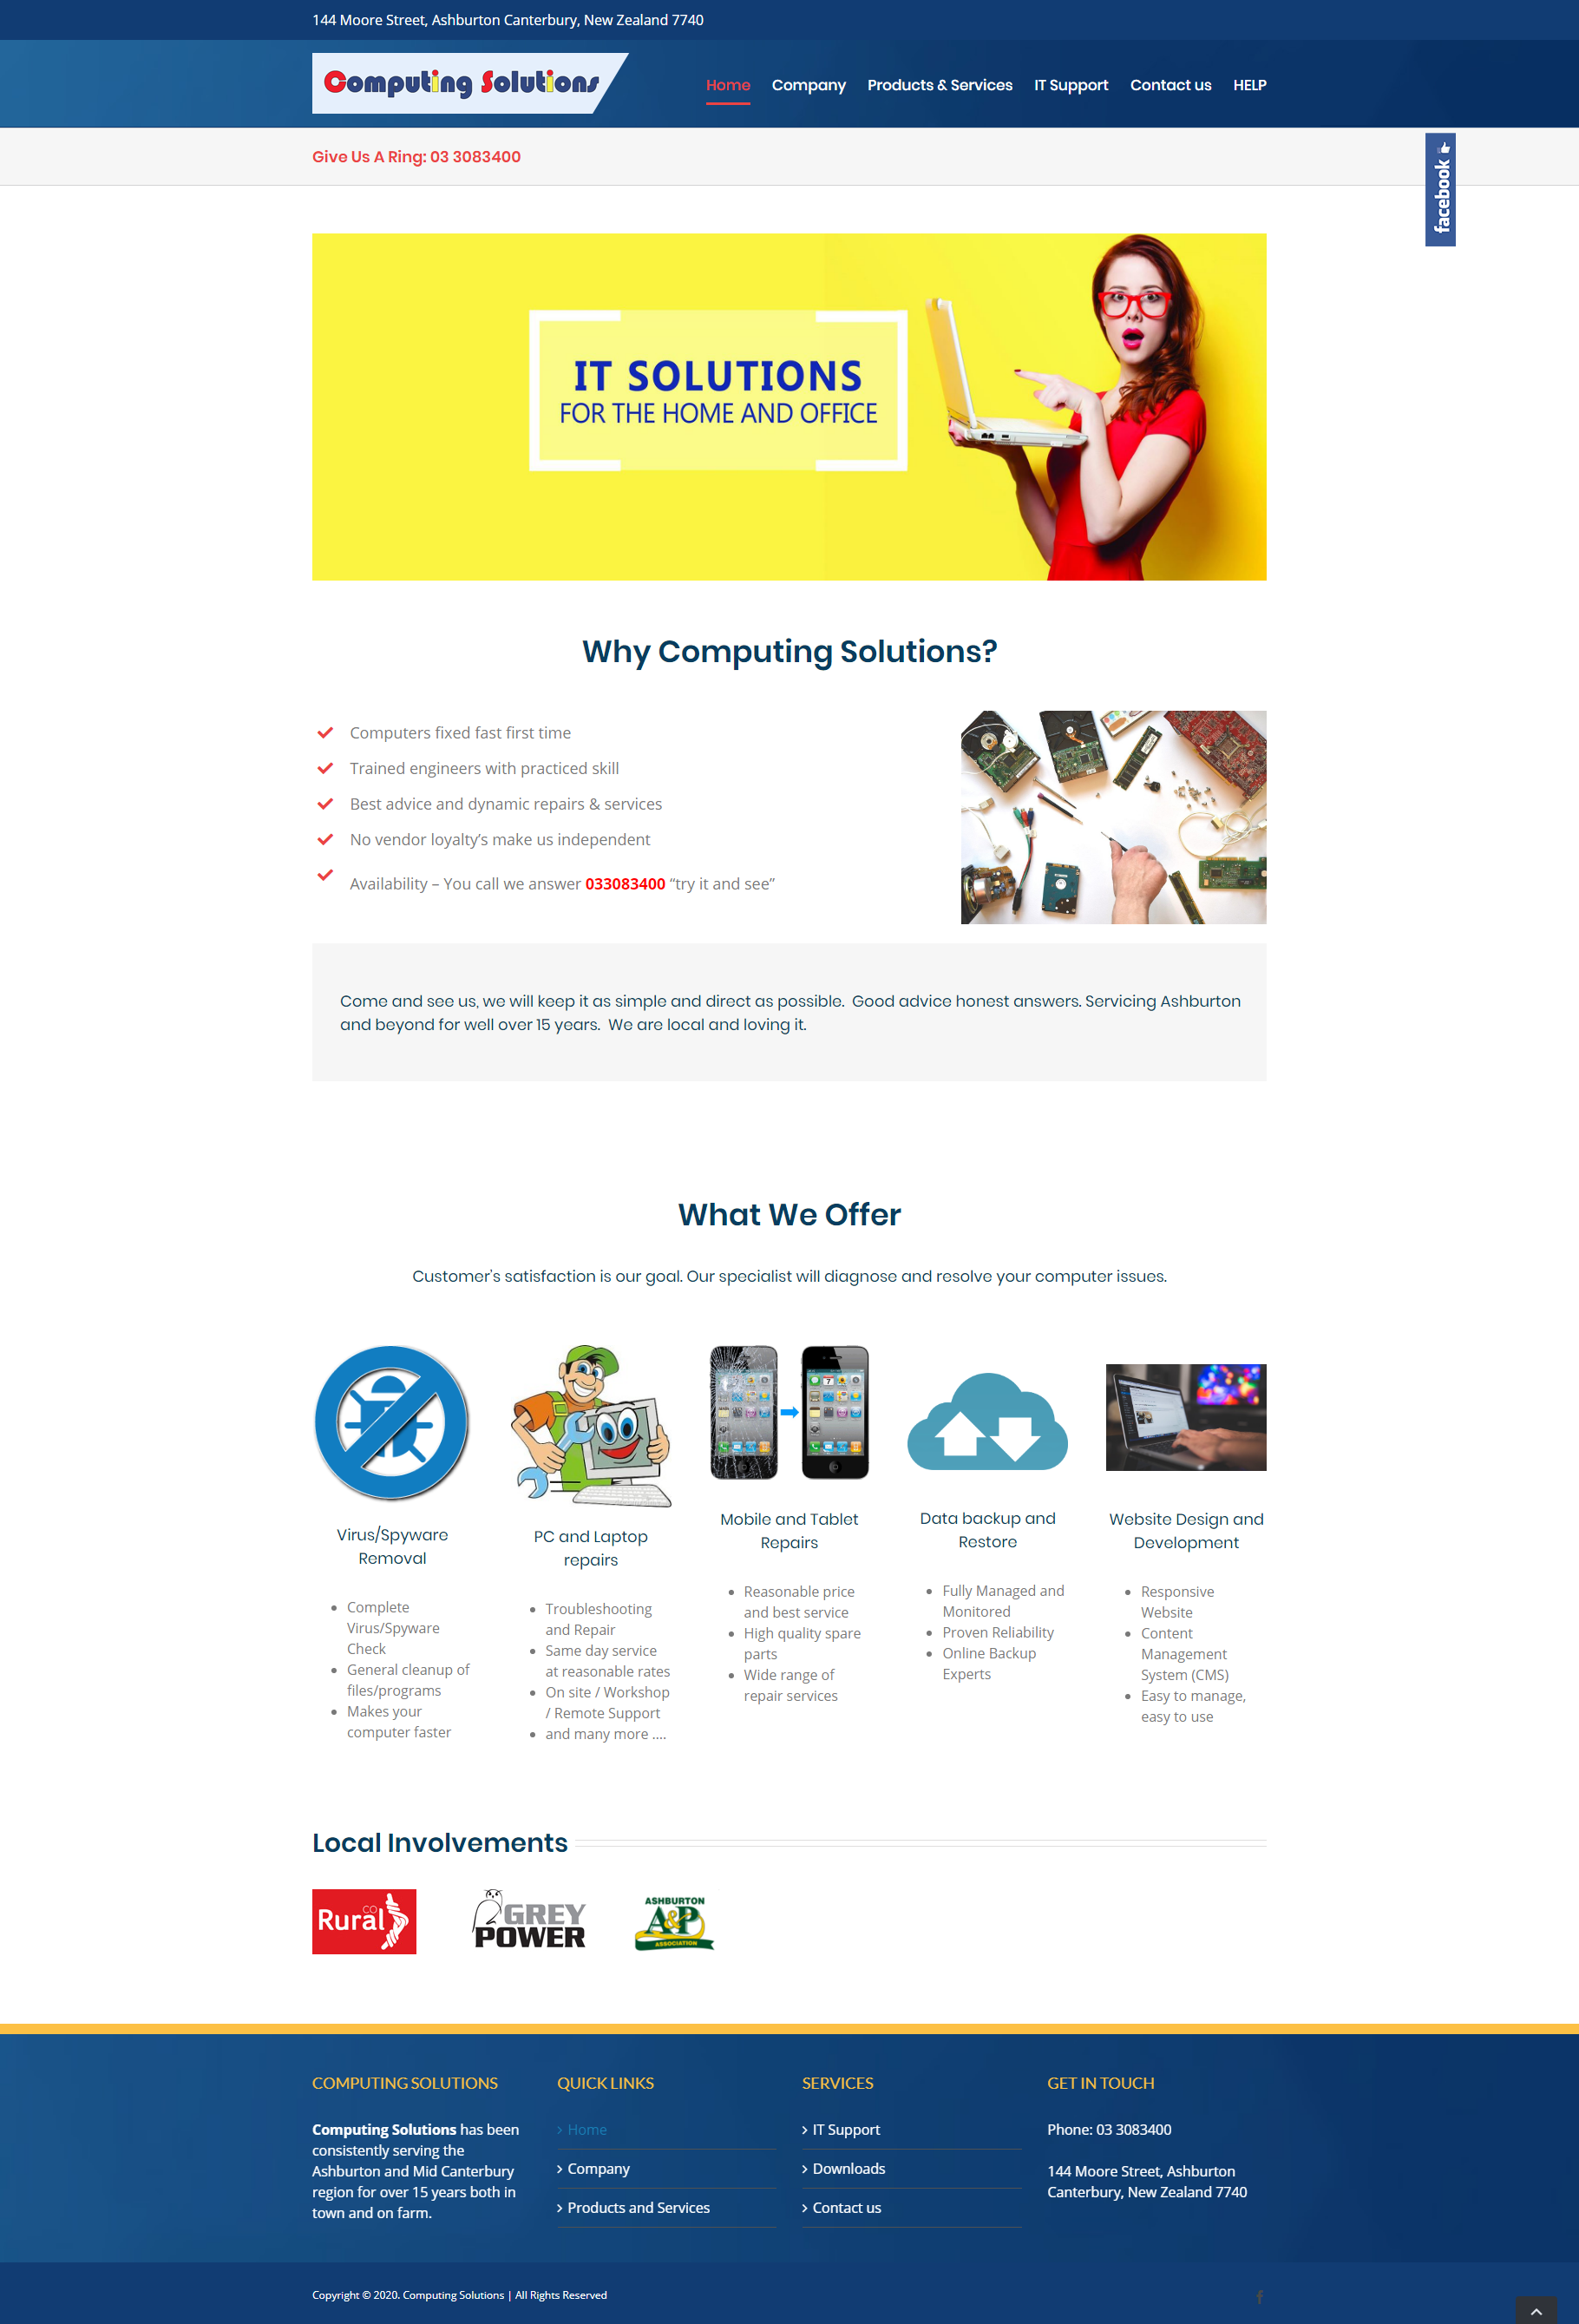 144 Moore Street, Ashburton Canterbury, New Zealand 7740
Computing Solutions
Home
Company
Products & Services
IT Support
Contact us
HELP
Give Us A Ring: 03 3083400
facebook
IT SOLUTIONS
FOR THE HOME AND OFFICE
Why Computing Solutions?
Computers fixed fast first time
Trained engineers with practiced skill
Best advice and dynamic repairs & services
No vendor loyalty’s make us independent
Availability – You call we answer 033083400 “try it and see”
Come and see us, we will keep it as simple and direct as possible.  Good advice honest answers. Servicing Ashburton
and beyond for well over 15 years.  We are local and loving it.
What We Offer
Customer’s satisfaction is our goal. Our specialist will diagnose and resolve your computer issues.
Virus/Spyware
Removal
Complete
Virus/Spyware
Check
General cleanup of
files/programs
Makes your
computer faster
PC and Laptop
repairs
Troubleshooting
and Repair
Same day service
at reasonable rates
On site / Workshop
/ Remote Support
and many more ....
Mobile and Tablet
Repairs
Reasonable price
and best service
High quality spare
parts
Wide range of
repair services
Data backup and
Restore
Fully Managed and
Monitored
Proven Reliability
Online Backup
Experts
Website Design and
Development
Responsive
Website
Content
Management
System (CMS)
Easy to manage,
easy to use
Local Involvements
Rural CO
GREY
POWER
ASHBURTON
A&P
ASSOCIATION
COMPUTING SOLUTIONS
Computing Solutions has been
consistently serving the
Ashburton and Mid Canterbury
region for over 15 years both in
town and on farm.
QUICK LINKS
Home
Company
Products and Services
SERVICES
IT Support
Downloads
Contact us
GET IN TOUCH
Phone: 03 3083400
144 Moore Street, Ashburton
Canterbury, New Zealand 7740
Copyright © 2020. Computing Solutions | All Rights Reserved